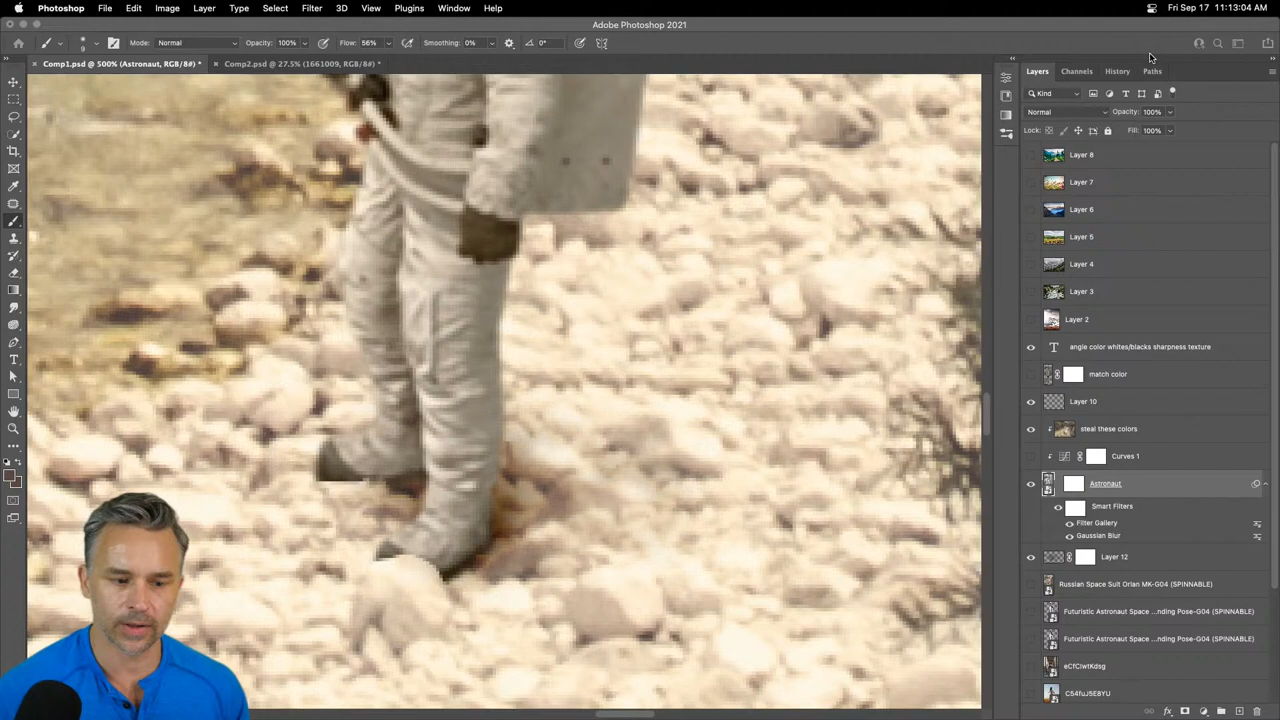 Photoshop File Edit Image Layer Type Select Filter 3D View Plugins Window Help Fri Sep 17 11:13:04 AM
Adobe Photoshop 2021
9 Mode: Normal Opacity: 100% Flow: 56% Smoothing: 0% 0°
Comp1.psd @ 500% (Astronaut, RGB/8#) * Comp2.psd @ 27.5% (1661009, RGB/8#) *
Layers Channels History Paths
Kind
Normal Opacity: 100%
Lock: Fill: 100%
Layer 8
Layer 7
Layer 6
Layer 5
Layer 4
Layer 3
Layer 2
angle color whites/blacks sharpness texture
match color
Layer 10
steal these colors
Curves 1
Astronaut
Smart Filters
Filter Gallery
Gaussian Blur
Layer 12
Russian Space Suit Orlan MK-G04 (SPINNABLE)
Futuristic Astronaut Space ...nding Pose-G04 (SPINNABLE)
Futuristic Astronaut Space ...nding Pose-G04 (SPINNABLE)
C54fuJ5E8YU
fx